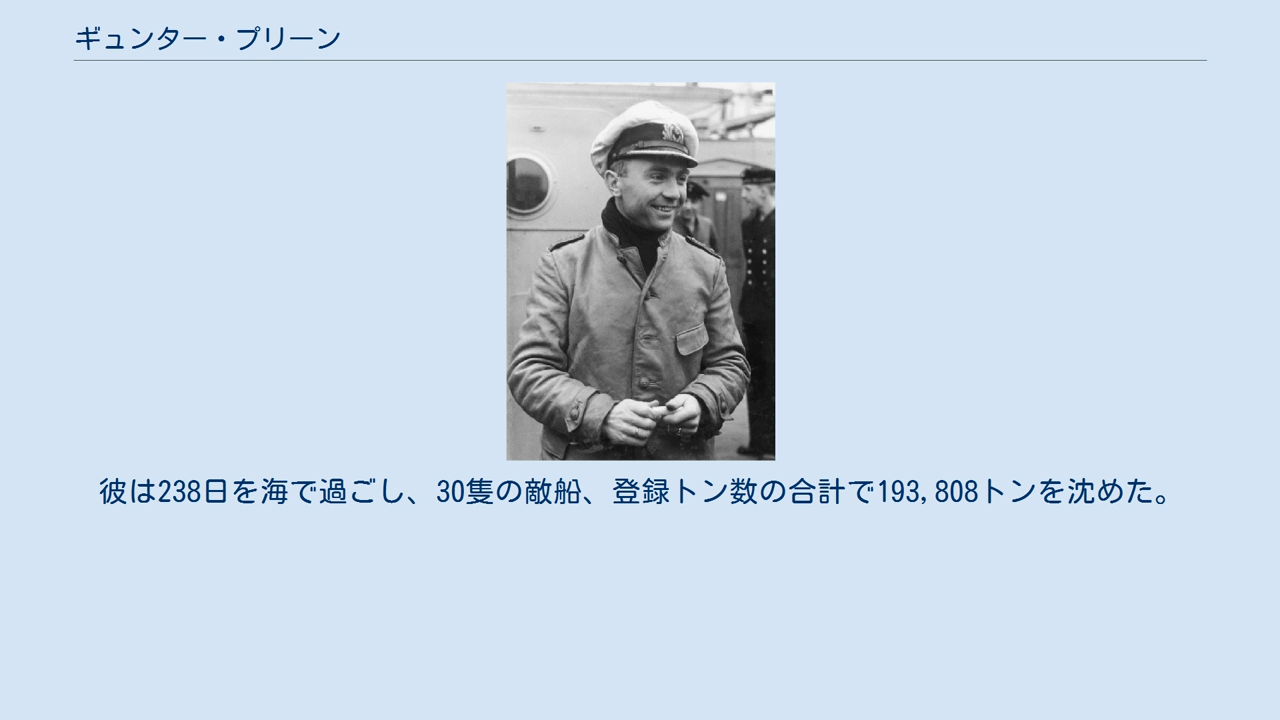 ギュンター・プリーン
彼は238日を海で過ごし、30隻の敵船、登録トン数の合計で193,808トンを沈めた。